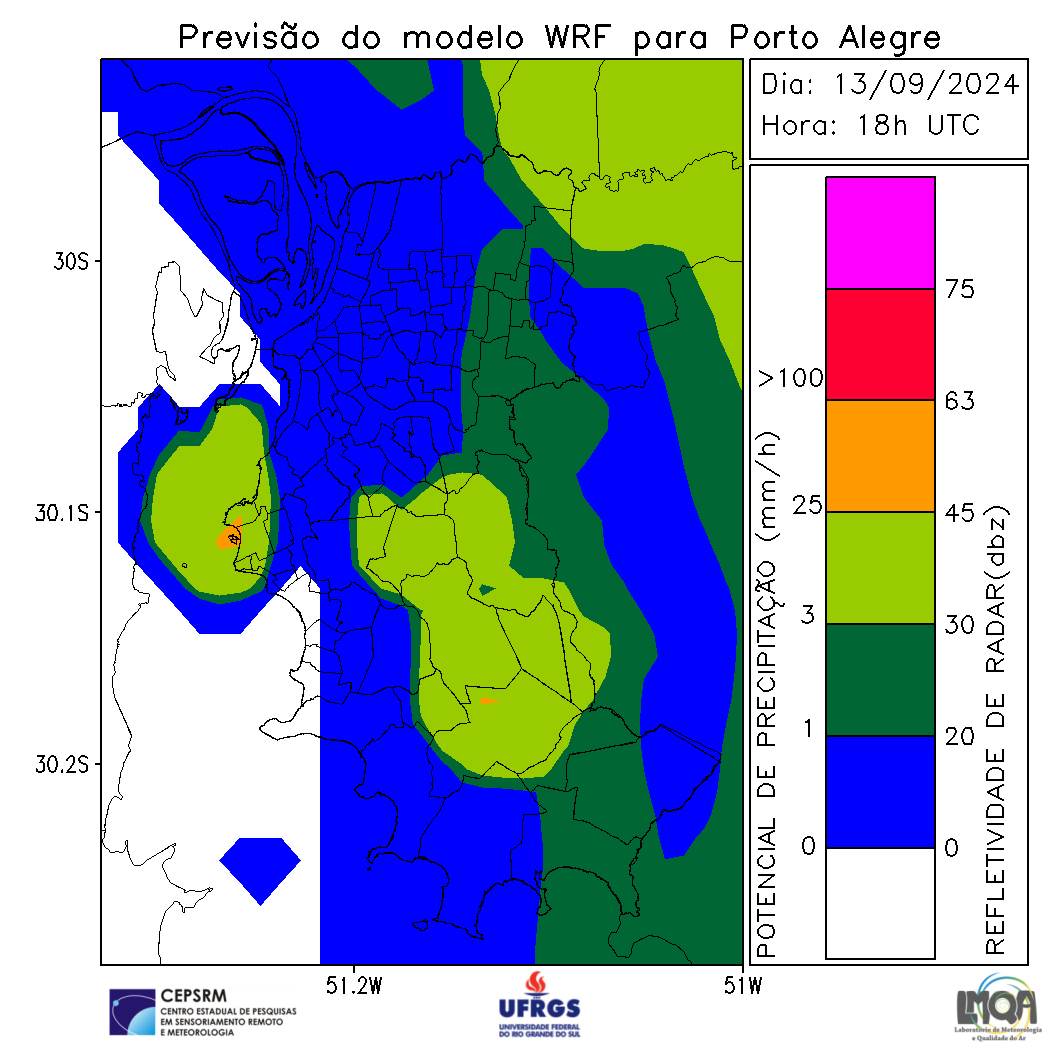 Previsão do modelo WRF para Porto Alegre
Dia: 13/09/2024
Hora: 18h UTC
30S
30.1S
30.2S
51.2W
51W
POTENCIAL DE PRECIPITAÇÃO (mm/h)
>100
25
3
1
0
75
63
45
30
20
0
REFLETIVIDADE DE RADAR(dbz)
CEPSRM
CENTRO ESTADUAL DE PESQUISAS
EM SENSORIAMENTO REMOTO
E METEOROLOGIA
UFRGS
UNIVERSIDADE FEDERAL
DO RIO GRANDE DO SUL
LMQA
Laboratório de Meteorologia
e Qualidade do Ar